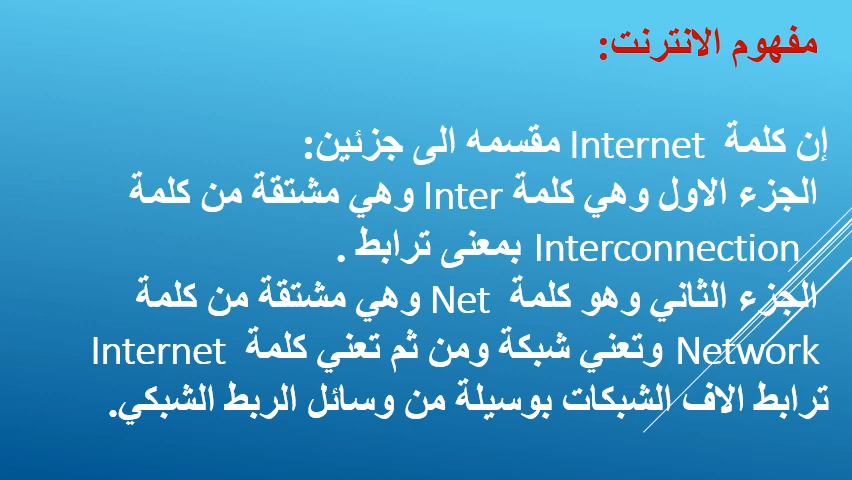 مفهوم الانترنت:
إن كلمة Internet مقسمه الى جزئين:
الجزء الاول وهي كلمة Inter وهي مشتقة من كلمة
Interconnection بمعنى ترابط .
الجزء الثاني وهو كلمة Net وهي مشتقة من كلمة
Network وتعني شبكة ومن ثم تعني كلمة Internet
ترابط الاف الشبكات بوسيلة من وسائل الربط الشبكي.